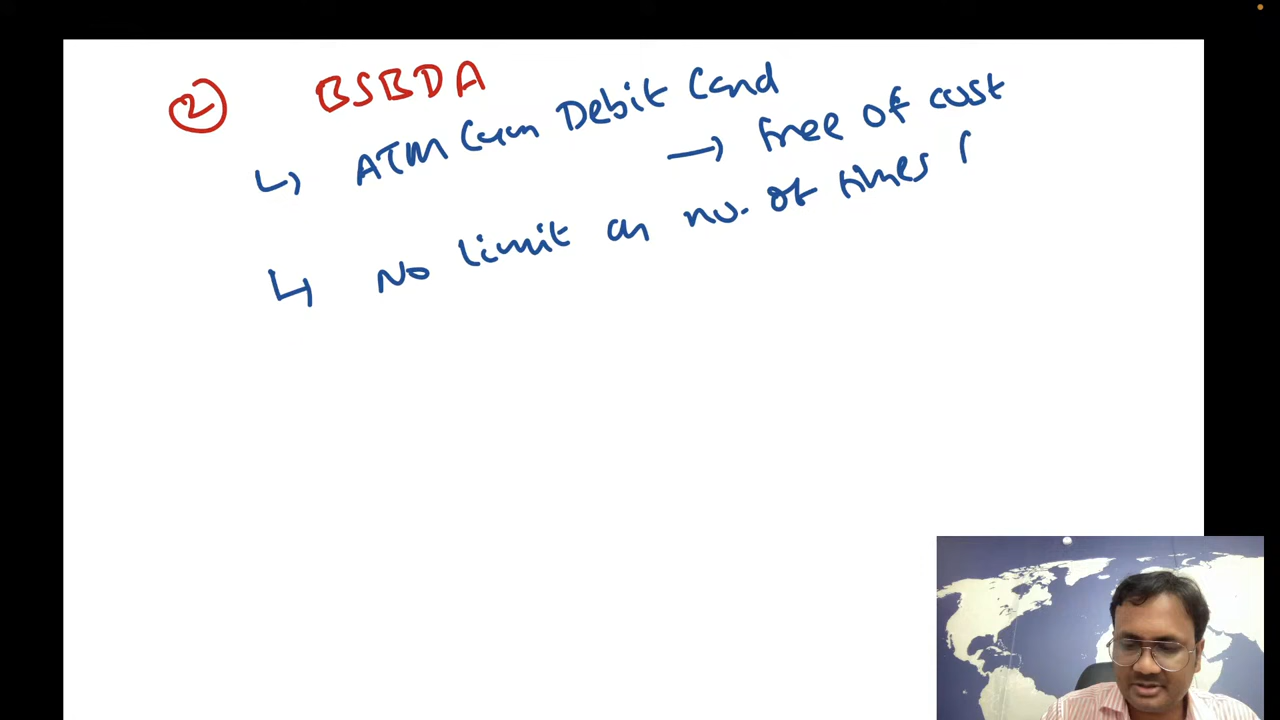 ② BSBDA
↳ ATM Cum Debit Card
→ free of cost
↳ No limit on no. of times